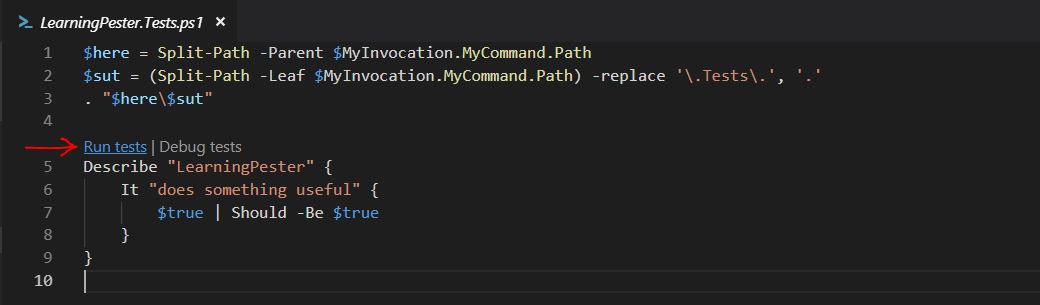 LearningPester.Tests.ps1 ×
1 $here = Split-Path -Parent $MyInvocation.MyCommand.Path
2 $sut = (Split-Path -Leaf $MyInvocation.MyCommand.Path) -replace '\.Tests\.', '.'
3 . "$here\$sut"
4
Run tests | Debug tests
5 Describe "LearningPester" {
6 It "does something useful" {
7 $true | Should -Be $true
8 }
9 }
10